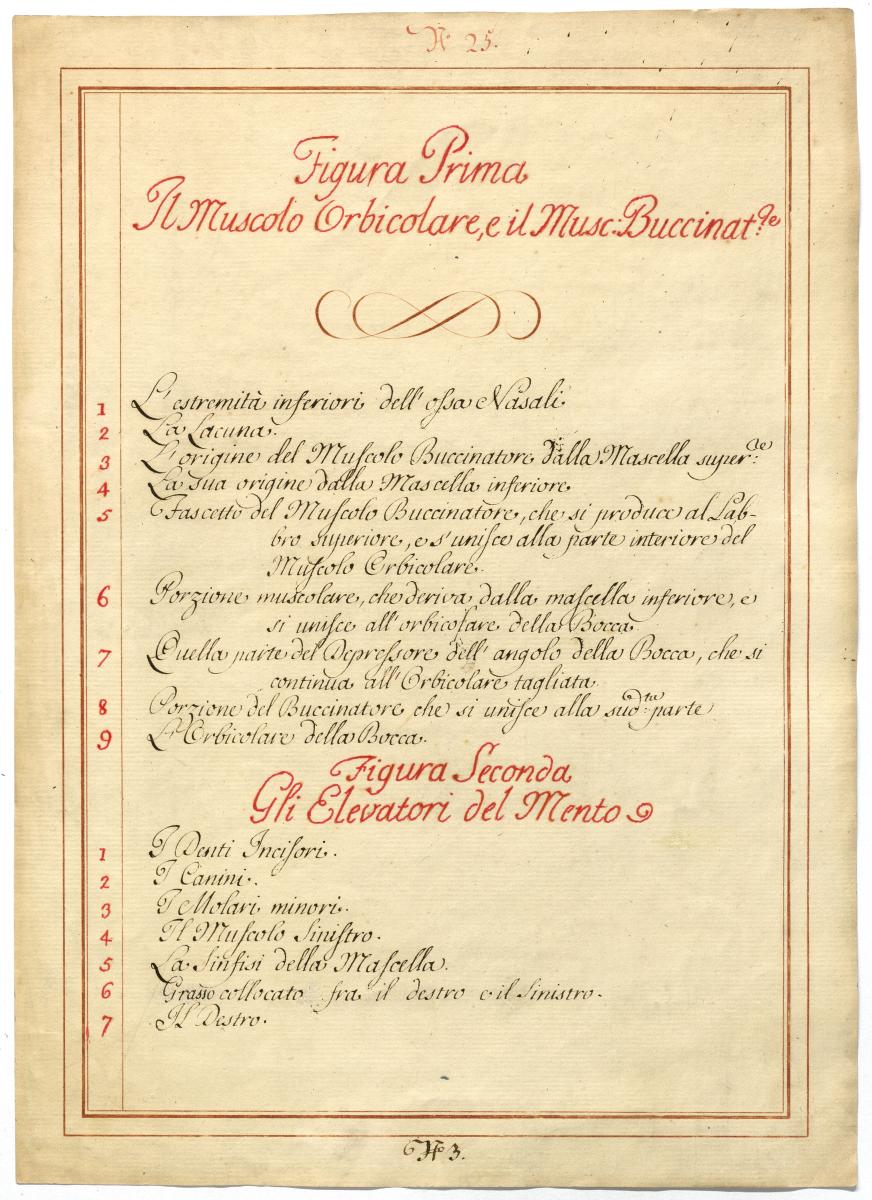 N.º 25.
Figura Prima
Il Muscolo Orbicolare, e il Musc: Buccinat.re
1 L'estremità inferiori dell'ossa Nasali.
2 La Lacuna.
3 L'origine del Muscolo Buccinatore dalla Mascella super.re
4 La sua origine dalla Mascella inferiore
5 Fascetto del Muscolo Buccinatore, che si produce al Lab-
bro superiore, e s'unisce alla parte interiore del
Muscolo Orbicolare.
6 Porzione muscolare, che deriva dalla mascella inferiore, e
si unisce all'orbicolare della Bocca
7 Quella parte del Depressore dell'angolo della Bocca, che si
continua all'Orbicolare tagliata
8 Porzione del Buccinatore che si unisce alla sud.ta parte
9 L'Orbicolare della Bocca.
Figura Seconda
Gli Elevatori del Mento
1 I Denti Incisori.
2 I Canini.
3 I Molari minori.
4 Il Muscolo Sinistro.
5 La Sinfisi della Mascella.
6 Grasso collocato fra il destro e il Sinistro.
7 Il Destro.
Nº 3.